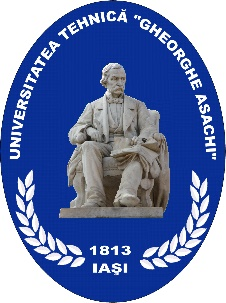 UNIVERSITATEA TEHNICĂ "GHEORGHE ASACHI"
1813
IAŞI